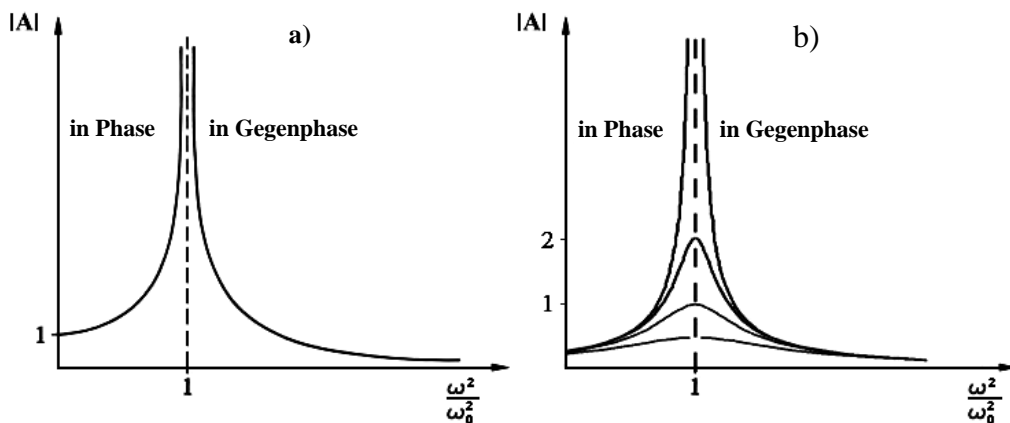 |A|
a)
in Phase
in Gegenphase
1
1
ω²
ω₀²
|A|
b)
in Phase
in Gegenphase
2
1
1
ω²
ω₀²